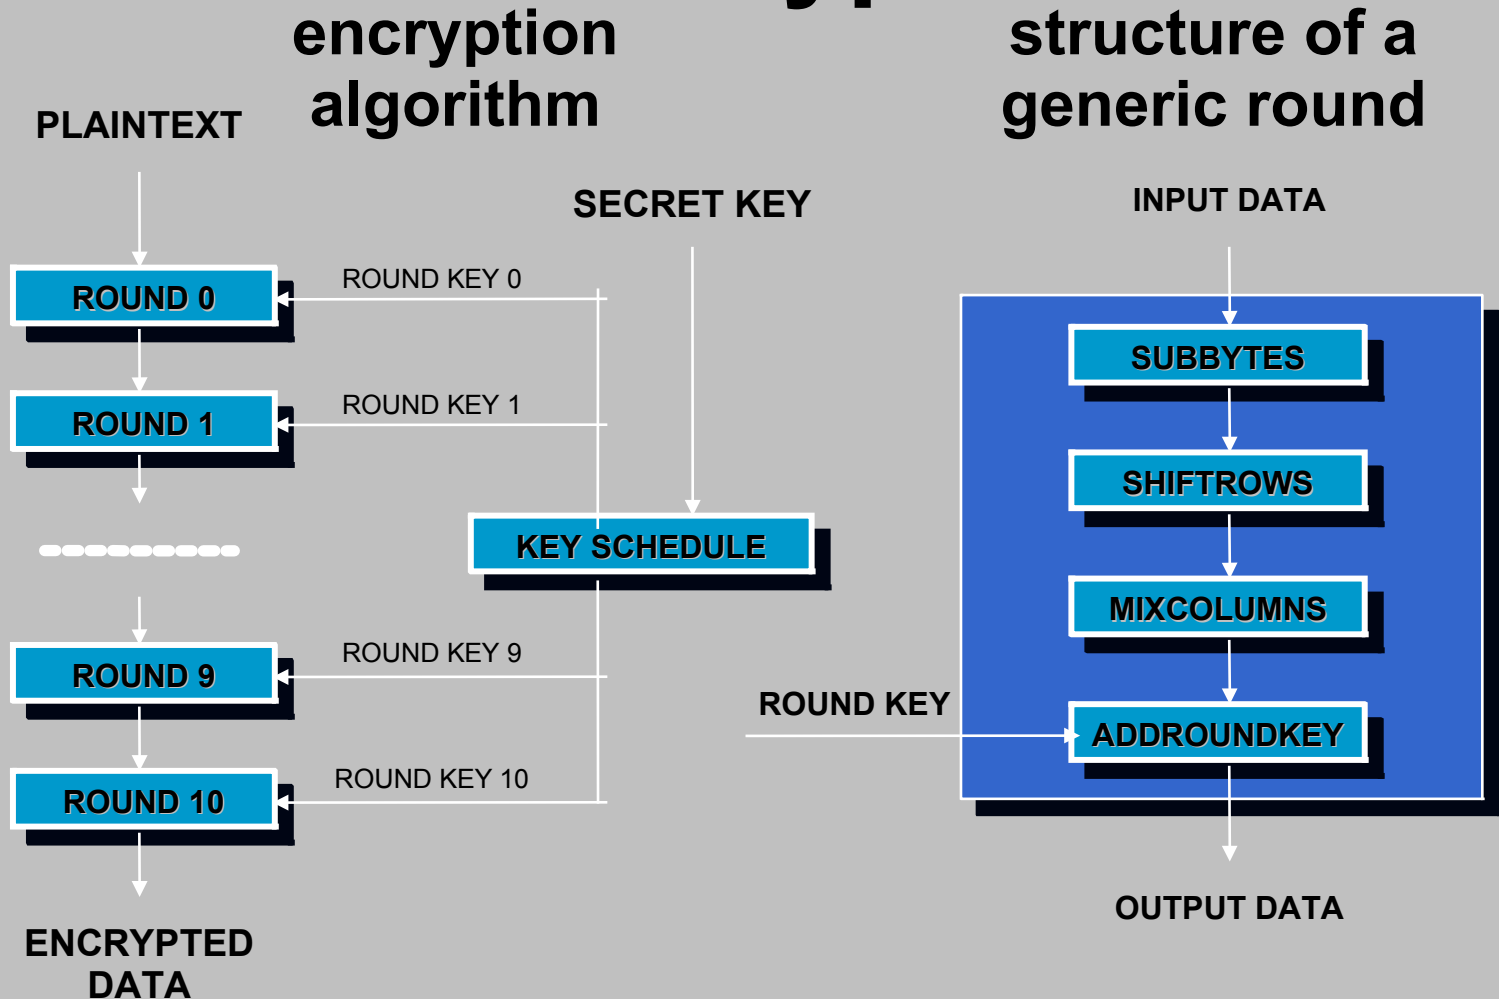 encryption
algorithm
structure of a
generic round
PLAINTEXT
SECRET KEY
INPUT DATA
ROUND 0
ROUND KEY 0
ROUND 1
ROUND KEY 1
KEY SCHEDULE
ROUND 9
ROUND KEY 9
ROUND 10
ROUND KEY 10
ENCRYPTED
DATA
SUBBYTES
SHIFTROWS
MIXCOLUMNS
ROUND KEY
ADDROUNDKEY
OUTPUT DATA